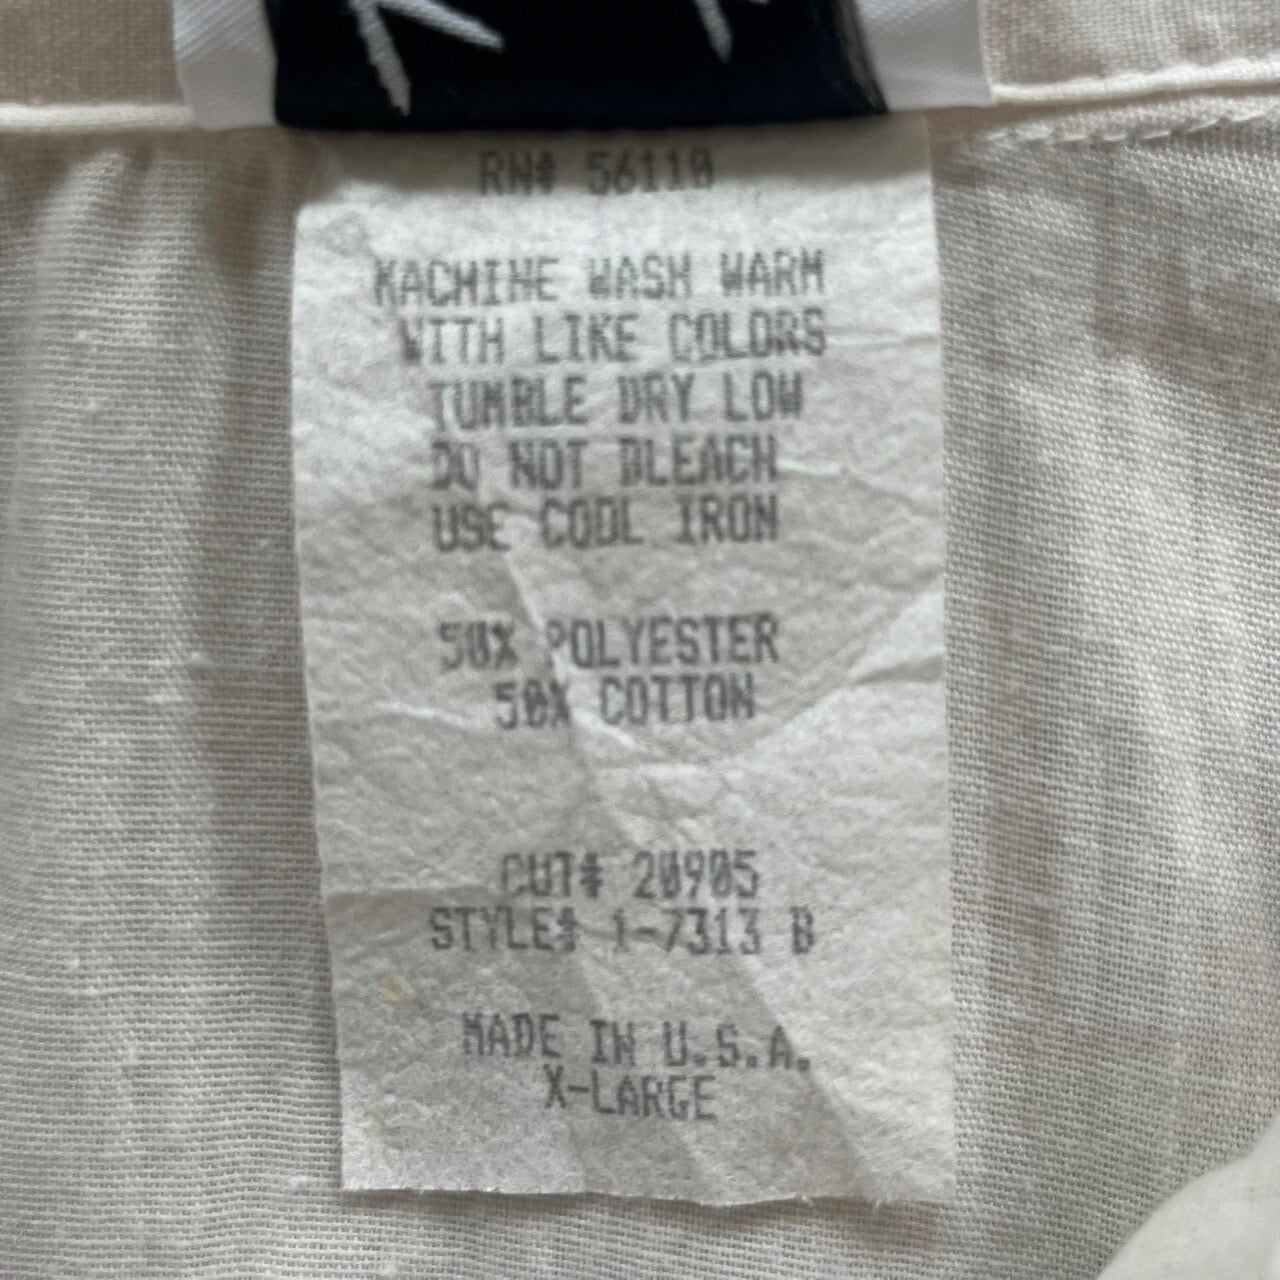 RN# 56110
MACHINE WASH WARM
WITH LIKE COLORS
TUMBLE DRY LOW
DO NOT BLEACH
USE COOL IRON
50% POLYESTER
50% COTTON
CUT# 20905
STYLE# 1-7313 B
MADE IN U.S.A.
X-LARGE